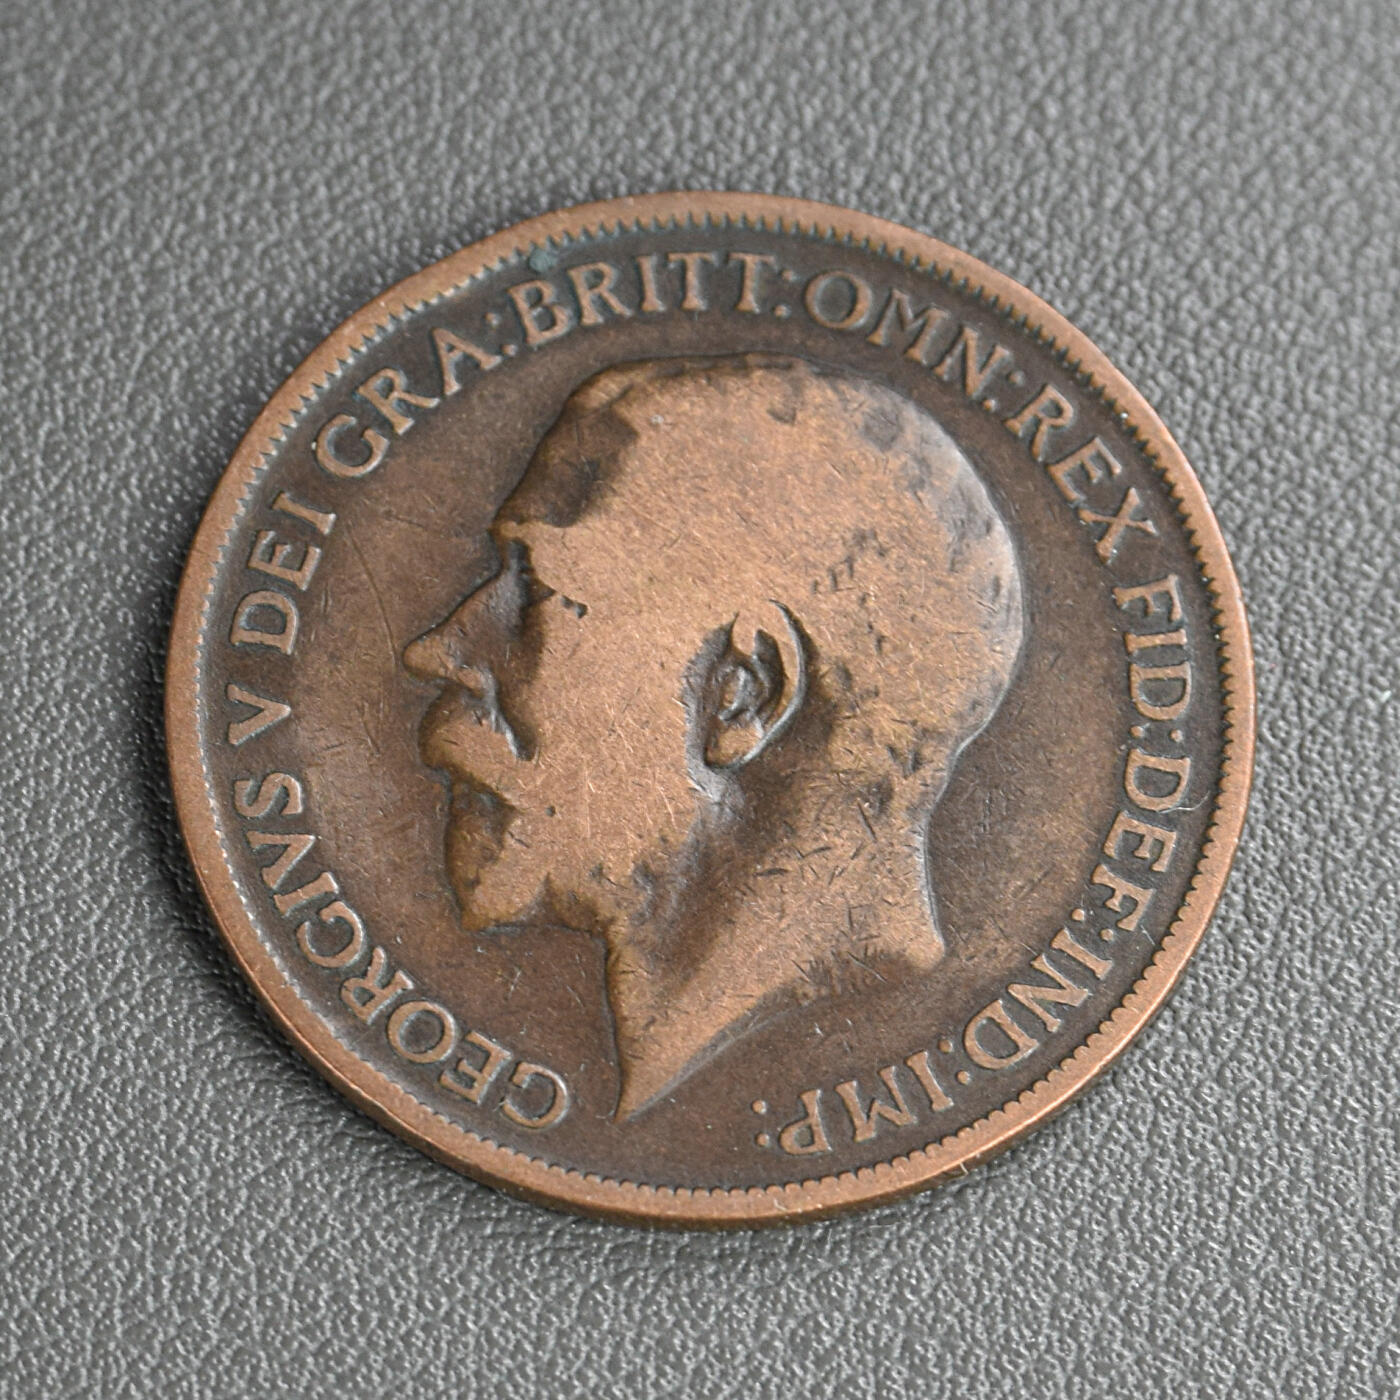 GEORGIVS V DEI GRA:BRITT:OMN:REX FID:DEF:IND:IMP: